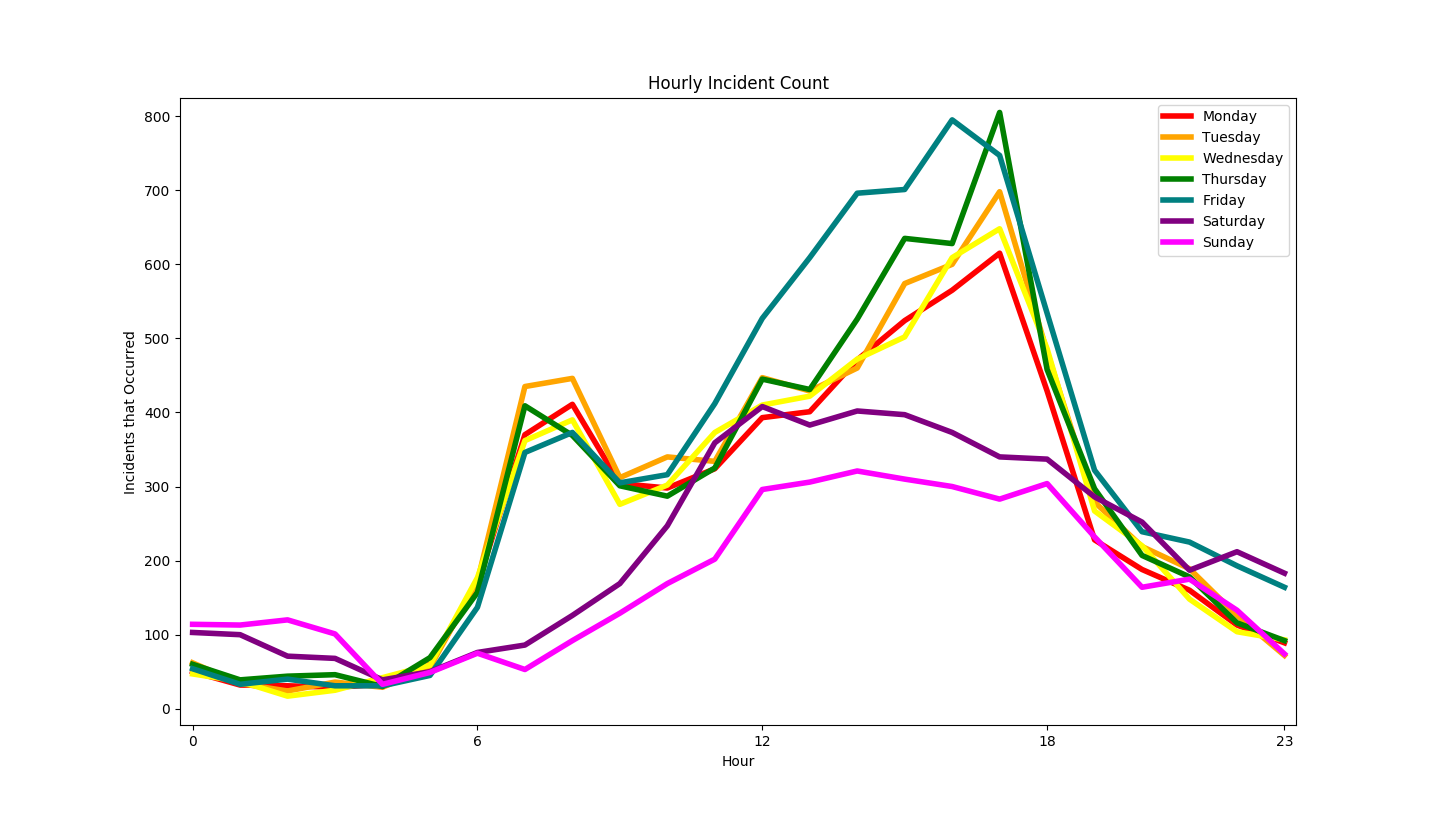 Hourly Incident Count
Incidents that Occurred
800
700
600
500
400
300
200
100
0
Monday
Tuesday
Wednesday
Thursday
Friday
Saturday
Sunday
0 6 12 18 23
Hour